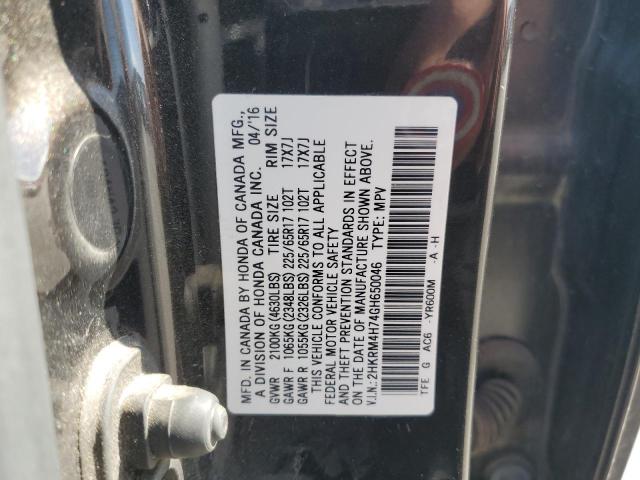 MFD. IN CANADA BY HONDA OF CANADA MFG.,
A DIVISION OF HONDA CANADA INC. 04/'16
GVWR 2100KG (4630LBS) TIRE SIZE RIM SIZE
GAWR F 1065KG (2348LBS) 225/65R17 102T 17X7J
GAWR R 1055KG (2326LBS) 225/65R17 102T 17X7J
THIS VEHICLE CONFORMS TO ALL APPLICABLE
FEDERAL MOTOR VEHICLE SAFETY
AND THEFT PREVENTION STANDARDS IN EFFECT
ON THE DATE OF MANUFACTURE SHOWN ABOVE.
V.I.N.: 2HKRM4H74GH650046 TYPE: MPV
TFE G AC6 -YR600M -A -H